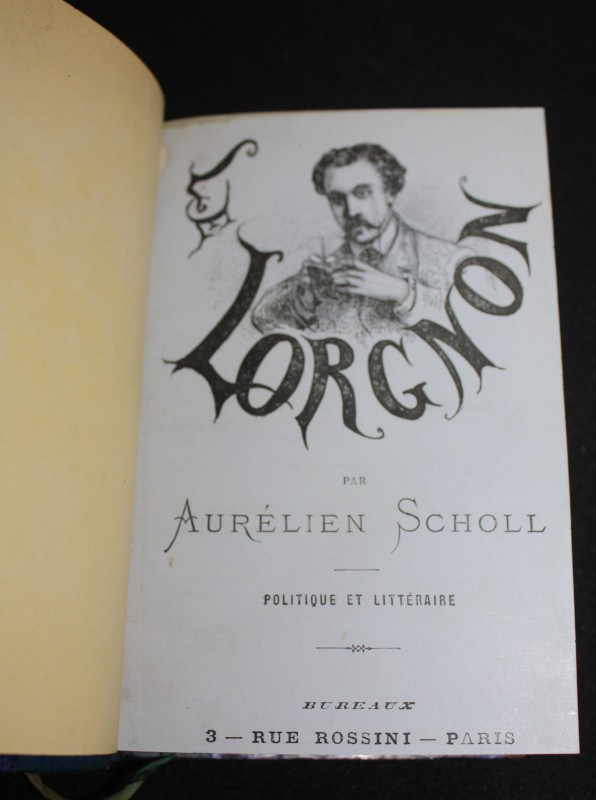 LE
LORGNON
PAR
AURÉLIEN SCHOLL
POLITIQUE ET LITTÉRAIRE
BUREAUX
3 — RUE ROSSINI — PARIS